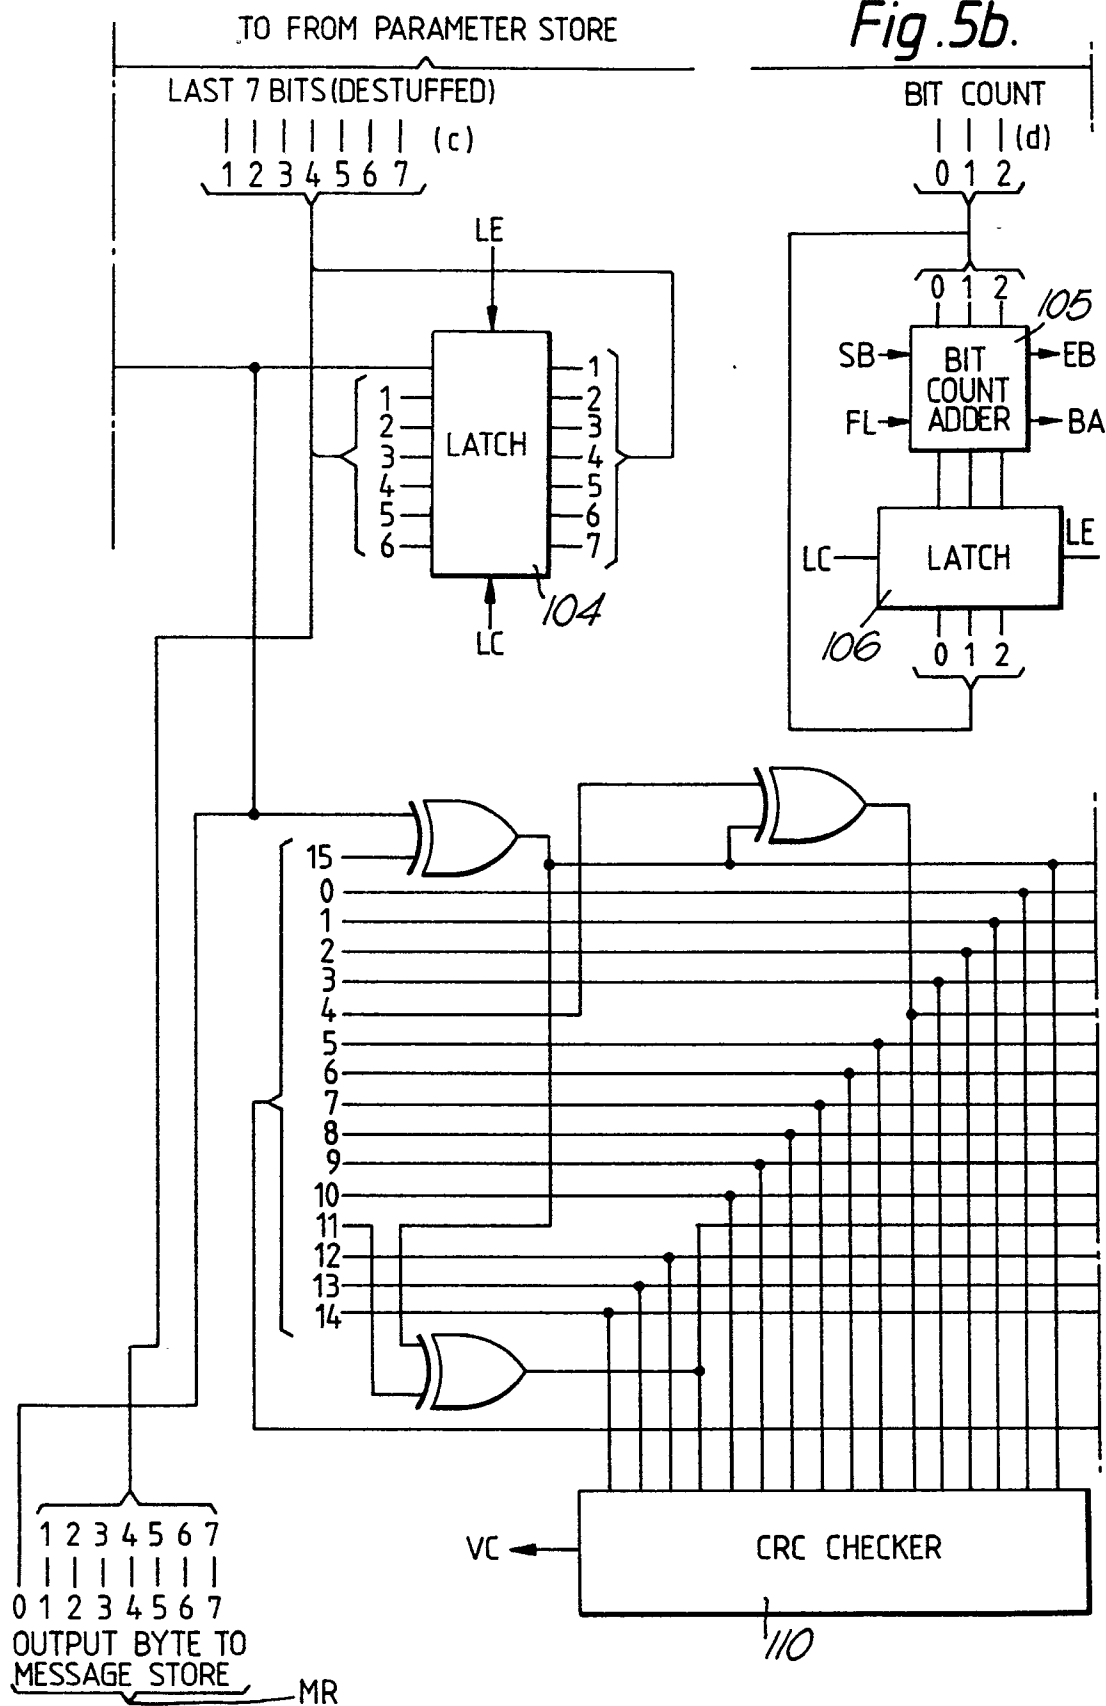 TO FROM PARAMETER STORE
Fig.5b.
LAST 7 BITS (DESTUFFED)
(c)
1 2 3 4 5 6 7
BIT COUNT
(d)
0 1 2
LE
1
2
3
4
5
6
LATCH
1
2
3
4
5
6
7
LC
104
0 1 2
105
SB
FL
BIT
COUNT
ADDER
EB
BA
LC
LATCH
LE
106
0 1 2
15
0
1
2
3
4
5
6
7
8
9
10
11
12
13
14
1 2 3 4 5 6 7
0 1 2 3 4 5 6 7
OUTPUT BYTE TO
MESSAGE STORE
MR
VC
CRC CHECKER
110